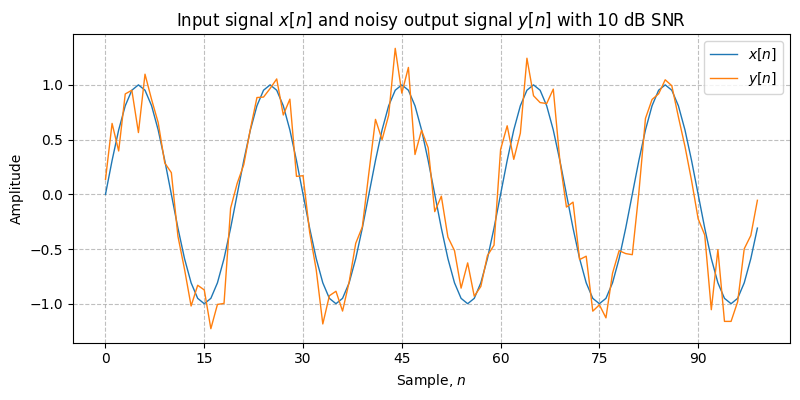 Input signal x[n] and noisy output signal y[n] with 10 dB SNR
x[n]
y[n]
1.0
0.5
0.0
−0.5
−1.0
Amplitude
0 15 30 45 60 75 90
Sample, n